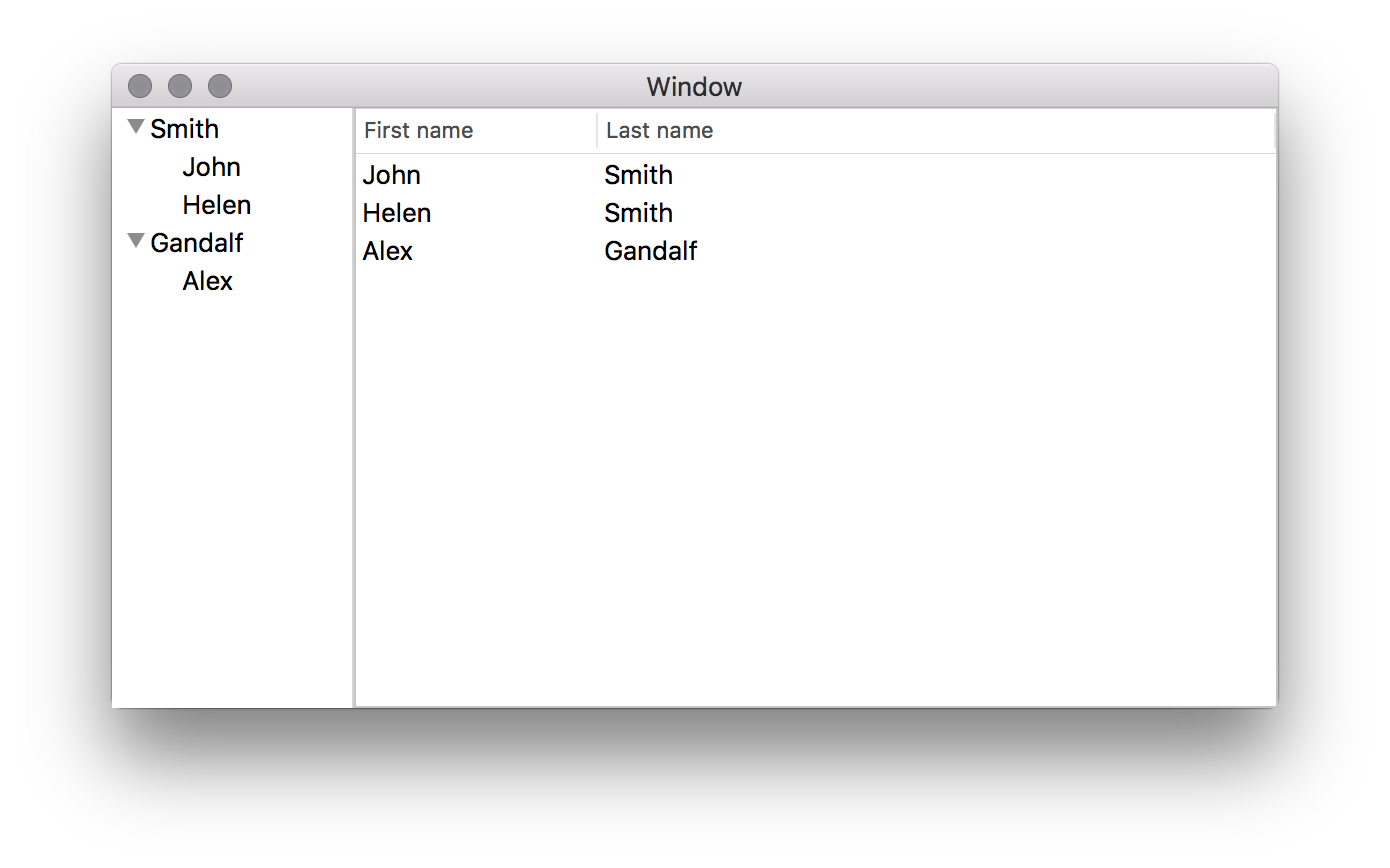 Window
Smith
John
Helen
Gandalf
Alex
First name Last name
John Smith
Helen Smith
Alex Gandalf